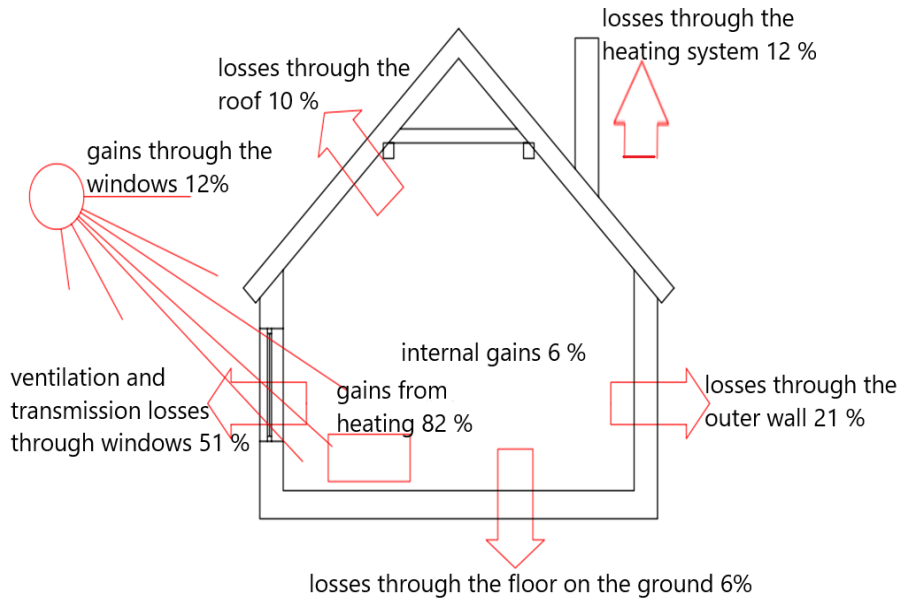 losses through the
heating system 12 %
losses through the
roof 10 %
gains through the
windows 12%
internal gains 6 %
ventilation and
transmission losses
through windows 51 %
gains from
heating 82 %
losses through the
outer wall 21 %
losses through the floor on the ground 6%